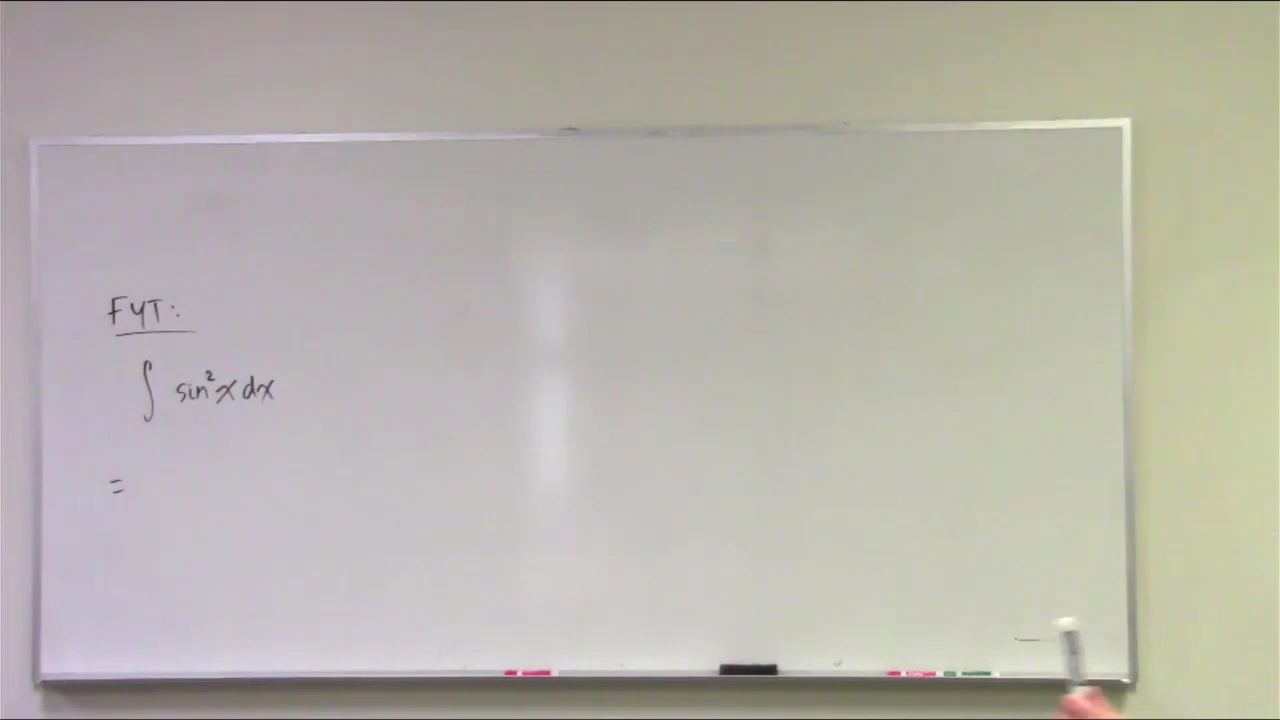 FYT:
∫ sin²x dx
=